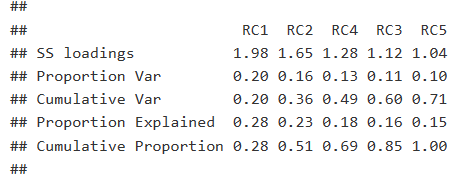 ##
##                        RC1  RC2  RC4  RC3  RC5
## SS loadings           1.98 1.65 1.28 1.12 1.04
## Proportion Var        0.20 0.16 0.13 0.11 0.10
## Cumulative Var        0.20 0.36 0.49 0.60 0.71
## Proportion Explained  0.28 0.23 0.18 0.16 0.15
## Cumulative Proportion 0.28 0.51 0.69 0.85 1.00
##